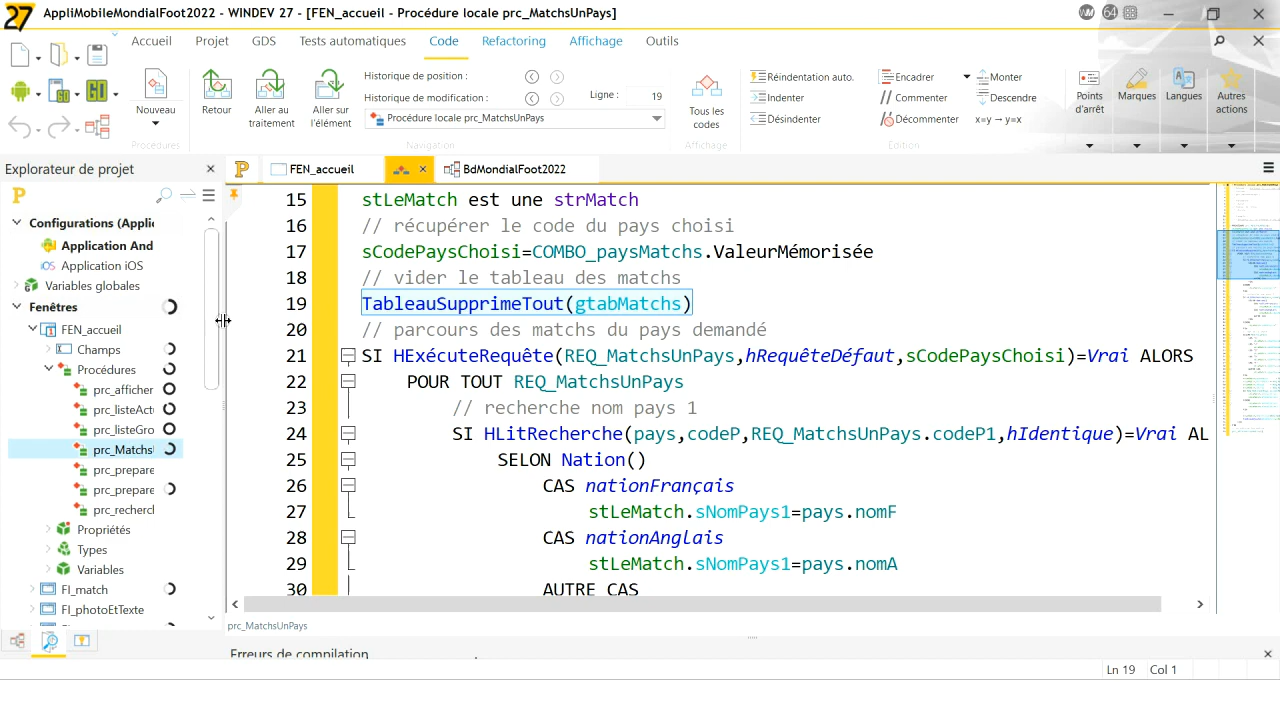 27 AppliMobileMondialFoot2022 - WINDEV 27 - [FEN_accueil - Procédure locale prc_MatchsUnPays]
64
Accueil Projet GDS Tests automatiques Code Refactoring Affichage Outils
Nouveau
Procédures
Retour
Aller au traitement
Aller sur l'élément
Historique de position :
Historique de modification :
Ligne : 19
Procédure locale prc_MatchsUnPays
Navigation
Tous les codes
Affichage
Réindentation auto.
Indenter
Désindenter
Encadrer
Commenter
Décommenter
Monter
Descendre
x=y → y=x
Edition
Points d'arrêt
Marques
Langues
Autres actions
Explorateur de projet
FEN_accueil
BdMondialFoot2022
Configurations (Applic
Application And
Application iOS
Variables globales
Fenêtres
FEN_accueil
Champs
Procédures
prc_afficher
prc_listeAct
prc_listeGro
prc_Matchs
prc_prepare
prc_prepare
prc_recherc
Propriétés
Types
Variables
FI_match
FI_photoEtTexte
15 stLeMatch est une strMatch
16 // récupérer le code du pays choisi
17 sCodePaysChoisi=COMBO_paysMatchs.ValeurMémorisée
18 // vider le tableau des matchs
19 TableauSupprimeTout(gtabMatchs)
20 // parcours des matchs du pays demandé
21 SI HExécuteRequête(REQ_MatchsUnPays,hRequêteDéfaut,sCodePaysChoisi)=Vrai ALORS
22 POUR TOUT REQ_MatchsUnPays
23 // recherche nom pays 1
24 SI HLitRecherche(pays,codeP,REQ_MatchsUnPays.codeP1,hIdentique)=Vrai AL
25 SELON Nation()
26 CAS nationFrançais
27 stLeMatch.sNomPays1=pays.nomF
28 CAS nationAnglais
29 stLeMatch.sNomPays1=pays.nomA
30 AUTRE CAS
prc_MatchsUnPays
Erreurs de compilation
Ln 19 Col 1